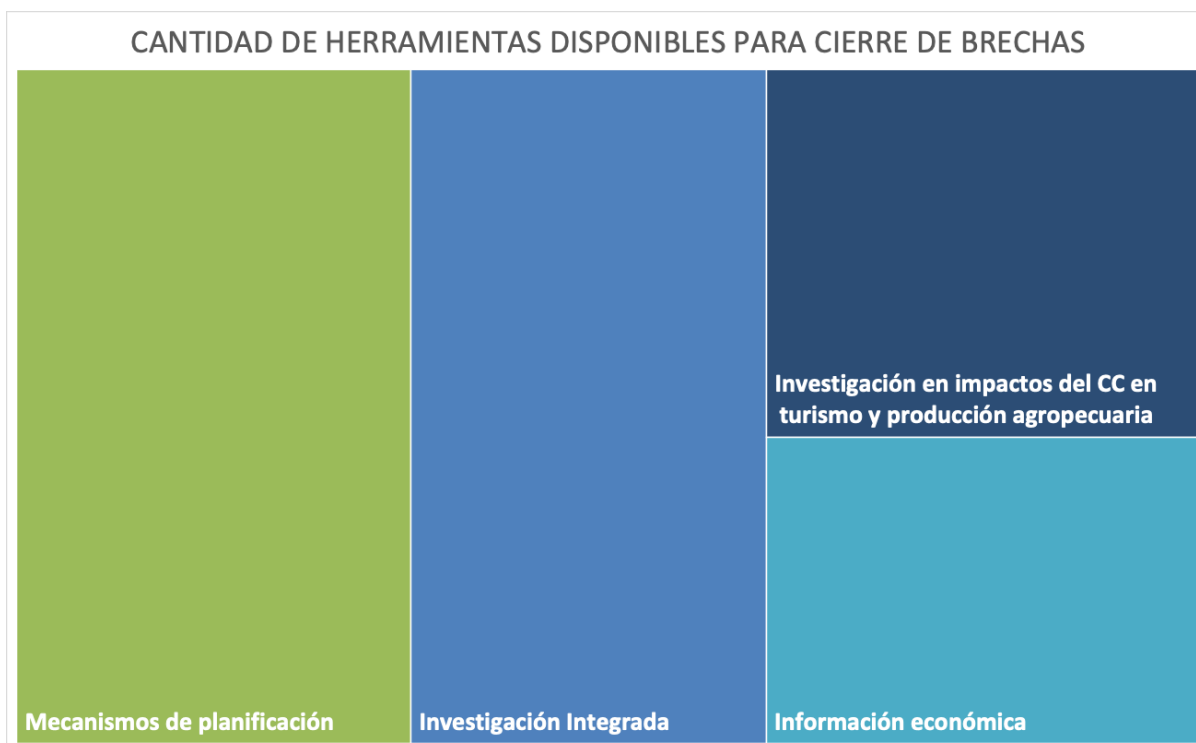 CANTIDAD DE HERRAMIENTAS DISPONIBLES PARA CIERRE DE BRECHAS
Mecanismos de planificación
Investigación Integrada
Investigación en impactos del CC en
turismo y producción agropecuaria
Información económica